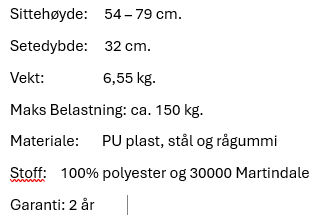 Sittehøyde: 54 – 79 cm.
Setedybde: 32 cm.
Vekt: 6,55 kg.
Maks Belastning: ca. 150 kg.
Materiale: PU plast, stål og rågummi
Stoff: 100% polyester og 30000 Martindale
Garanti: 2 år